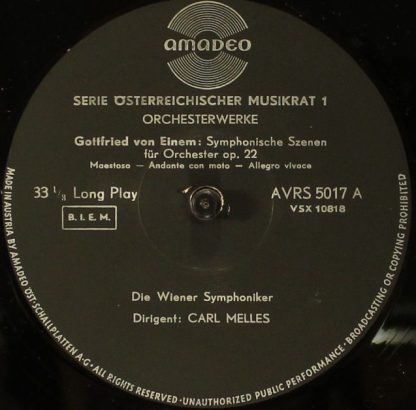 AMADEO
SERIE ÖSTERREICHISCHER MUSIKRAT 1
ORCHESTERWERKE
Gottfried von Einem: Symphonische Szenen
für Orchester op. 22
Maestoso – Andante con moto – Allegro vivace
33 1/3 Long Play
AVRS 5017 A
VSX 10818
B. I. E. M.
Die Wiener Symphoniker
Dirigent: CARL MELLES
MADE IN AUSTRIA BY AMADEO ÖST. SCHALLPLATTEN A·G · ALL RIGHTS RESERVED · UNAUTHORIZED PUBLIC PERFORMANCE · BROADCASTING OR COPYING PROHIBITED